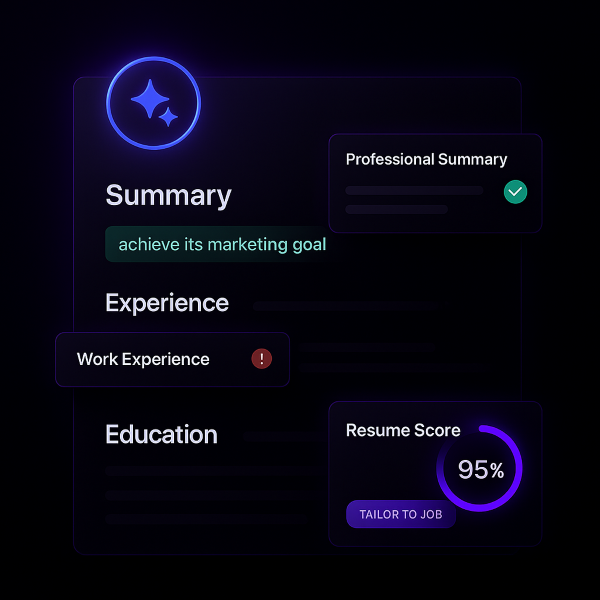 Professional Summary
Summary
achieve its marketing goal
Experience
Work Experience
!
Education
Resume Score
95%
TAILOR TO JOB